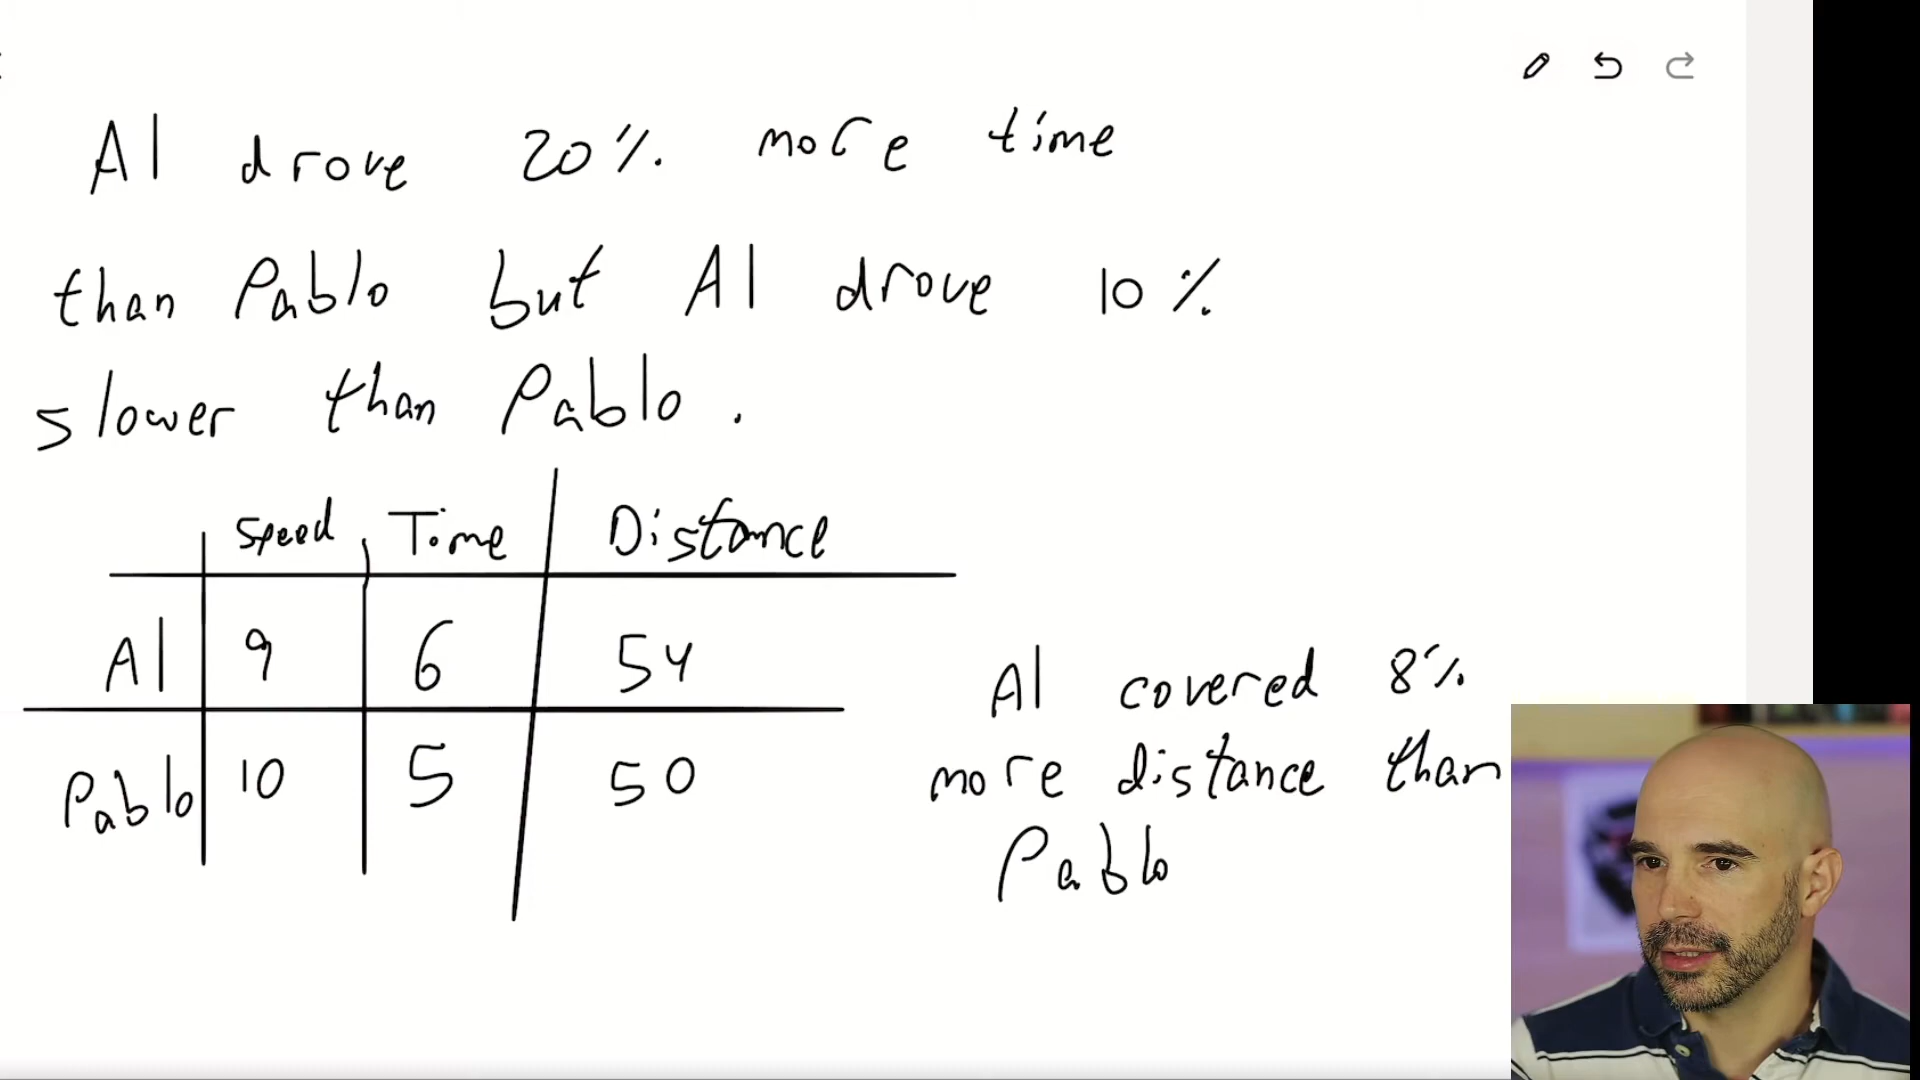 Al drove 20% more time
than Pablo but Al drove 10%
slower than Pablo.
Speed Time Distance
Al 9 6 54
Pablo 10 5 50
Al covered 8%
more distance than
Pablo